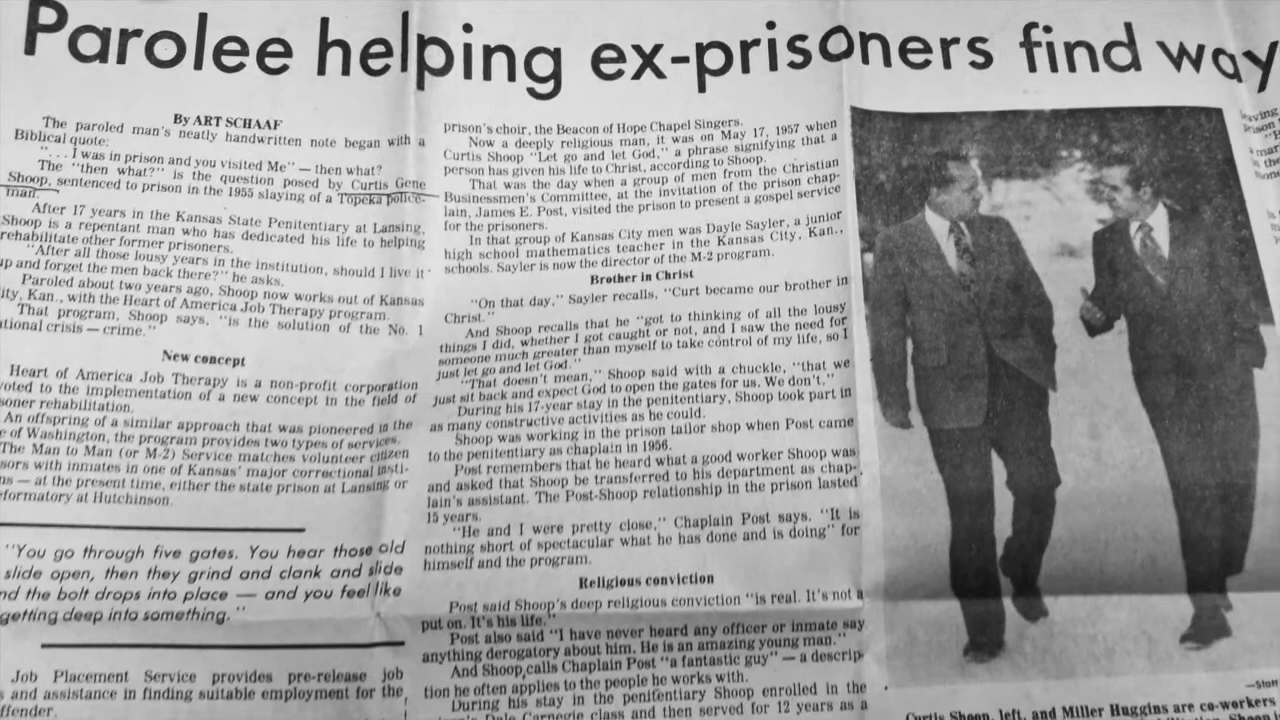 Parolee helping ex-prisoners find way
By ART SCHAAF
The paroled man's neatly handwritten note began with a
Biblical quote:
". . . I was in prison and you visited Me" — then what?
The "then what?" is the question posed by Curtis Gene
Shoop, sentenced to prison in the 1955 slaying of a Topeka police-
man.
After 17 years in the Kansas State Penitentiary at Lansing,
Shoop is a repentant man who has dedicated his life to helping
rehabilitate other former prisoners.
"After all those lousy years in the institution, should I live it
up and forget the men back there?" he asks.
Paroled about two years ago, Shoop now works out of Kansas
ity, Kan., with the Heart of America Job Therapy program.
That program, Shoop says, "is the solution of the No. 1
tional crisis — crime."
New concept
Heart of America Job Therapy is a non-profit corporation
voted to the implementation of a new concept in the field of
soner rehabilitation.
An offspring of a similar approach that was pioneered in the
e of Washington, the program provides two types of services.
The Man to Man (or M-2) Service matches volunteer citizen
sors with inmates in one of Kansas' major correctional insti-
ns — at the present time, either the state prison at Lansing or
formatory at Hutchinson.
"You go through five gates. You hear those old
slide open, then they grind and clank and slide
nd the bolt drops into place — and you feel like
getting deep into something."
Job Placement Service provides pre-release job
s and assistance in finding suitable employment for the
ffender.
prison's choir, the Beacon of Hope Chapel Singers.
Now a deeply religious man, it was on May 17, 1957 when
Curtis Shoop "Let go and let God," a phrase signifying that a
person has given his life to Christ, according to Shoop.
That was the day when a group of men from the Christian
Businessmen's Committee, at the invitation of the prison chap-
lain, James E. Post, visited the prison to present a gospel service
for the prisoners.
In that group of Kansas City men was Dayle Sayler, a junior
high school mathematics teacher in the Kansas City, Kan.,
schools. Sayler is now the director of the M-2 program.
Brother in Christ
"On that day," Sayler recalls, "Curt became our brother in
Christ."
And Shoop recalls that he "got to thinking of all the lousy
things I did, whether I got caught or not, and I saw the need for
someone much greater than myself to take control of my life, so I
just let go and let God."
"That doesn't mean," Shoop said with a chuckle, "that we
just sit back and expect God to open the gates for us. We don't."
During his 17-year stay in the penitentiary, Shoop took part in
as many constructive activities as he could.
Shoop was working in the prison tailor shop when Post came
to the penitentiary as chaplain in 1956.
Post remembers that he heard what a good worker Shoop was
and asked that Shoop be transferred to his department as chap-
lain's assistant. The Post-Shoop relationship in the prison lasted
15 years.
"He and I were pretty close," Chaplain Post says. "It is
nothing short of spectacular what he has done and is doing" for
himself and the program.
Religious conviction
Post said Shoop's deep religious conviction "is real. It's not a
put on. It's his life."
Post also said "I have never heard any officer or inmate say
anything derogatory about him. He is an amazing young man."
And Shoop calls Chaplain Post "a fantastic guy" — a descrip-
tion he often applies to the people he works with.
During his stay in the penitentiary Shoop enrolled in the
Dale Carnegie class and then served for 12 years as a
—Staff
Curtis Shoop, left, and Miller Huggins are co-workers